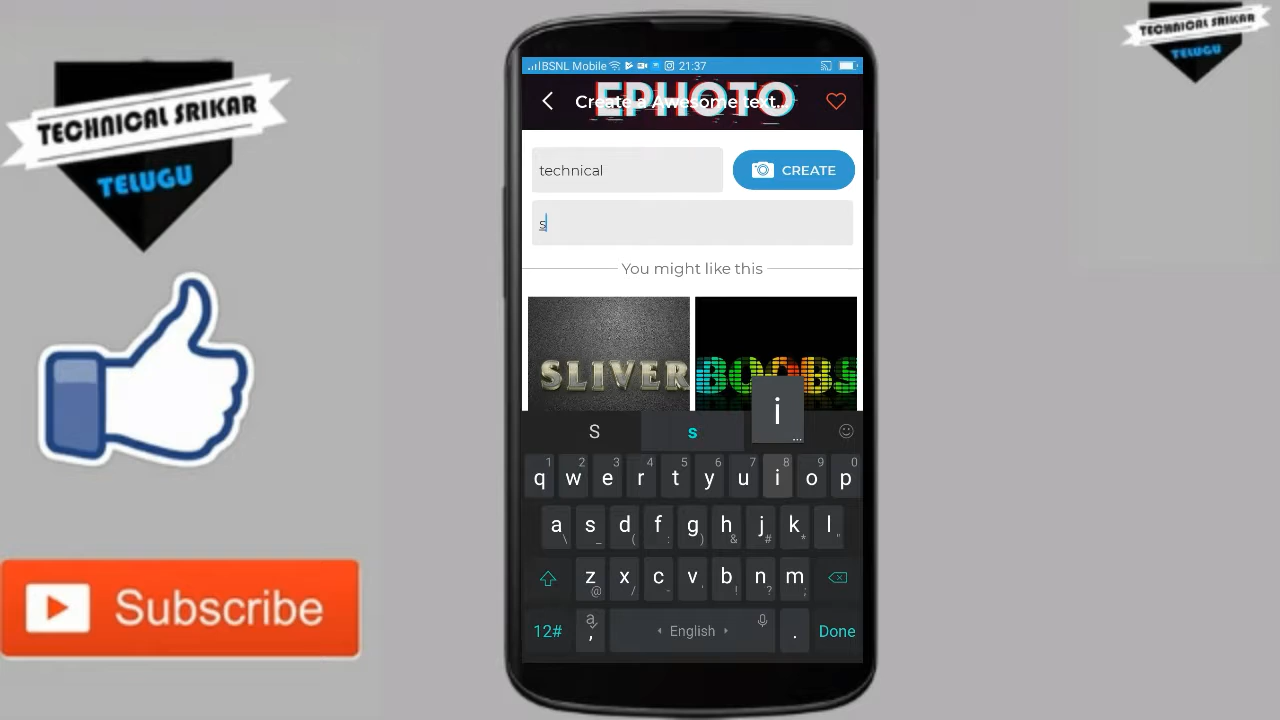 TECHNICAL SRIKAR
TELUGU
Subscribe
BSNL Mobile 21:37
EPHOTO
Create a Awesome text...
technical
CREATE
s
You might like this
SLIVER
BOOBS
S s i ...
1 2 3 4 5 6 7 8 9 0
q w e r t y u i o p
a s d f g h j k l
\ _ ( : ) & # * "
z x c v b n m
@ / - ' ! ? ;
12# a , English . Done
TECHNICAL SRIKAR
TELUGU